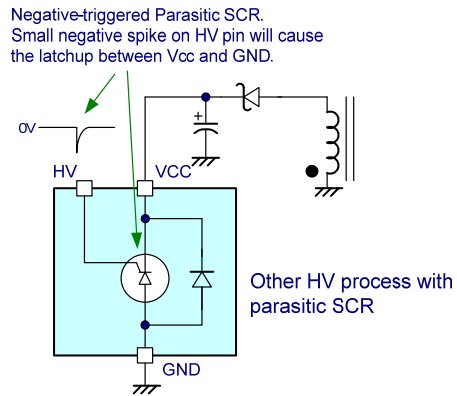 Negative-triggered Parasitic SCR.
Small negative spike on HV pin will cause
the latchup between Vcc and GND.
0V
+
HV
VCC
Other HV process with
parasitic SCR
GND